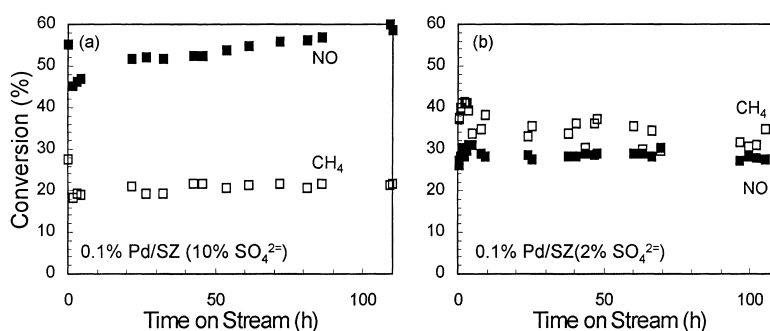 (a)
NO
CH₄
0.1% Pd/SZ (10% SO₄²⁼)
Conversion (%)
60
50
40
30
20
10
0
0
50
100
Time on Stream (h)
(b)
CH₄
NO
0.1% Pd/SZ(2% SO₄²⁼)
60
50
40
30
20
10
0
0
50
100
Time on Stream (h)